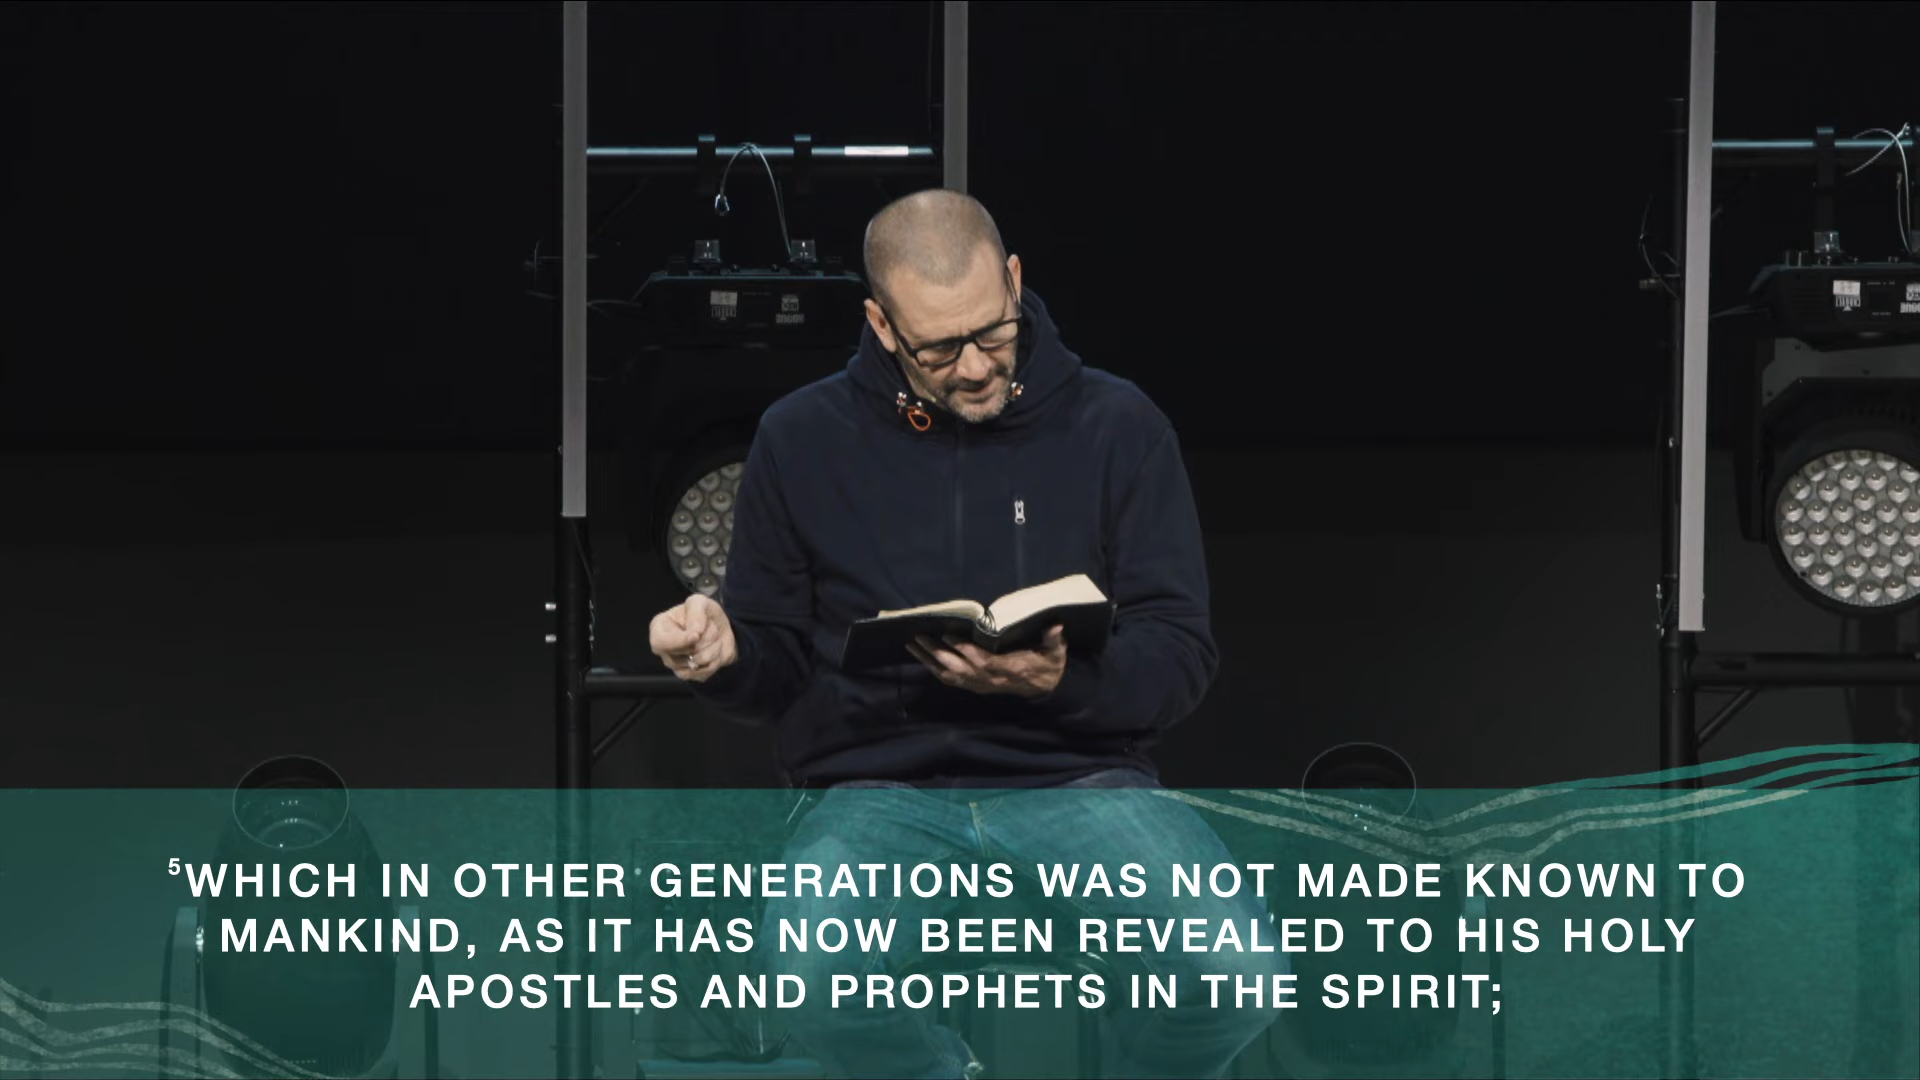 ⁵WHICH IN OTHER GENERATIONS WAS NOT MADE KNOWN TO
MANKIND, AS IT HAS NOW BEEN REVEALED TO HIS HOLY
APOSTLES AND PROPHETS IN THE SPIRIT;